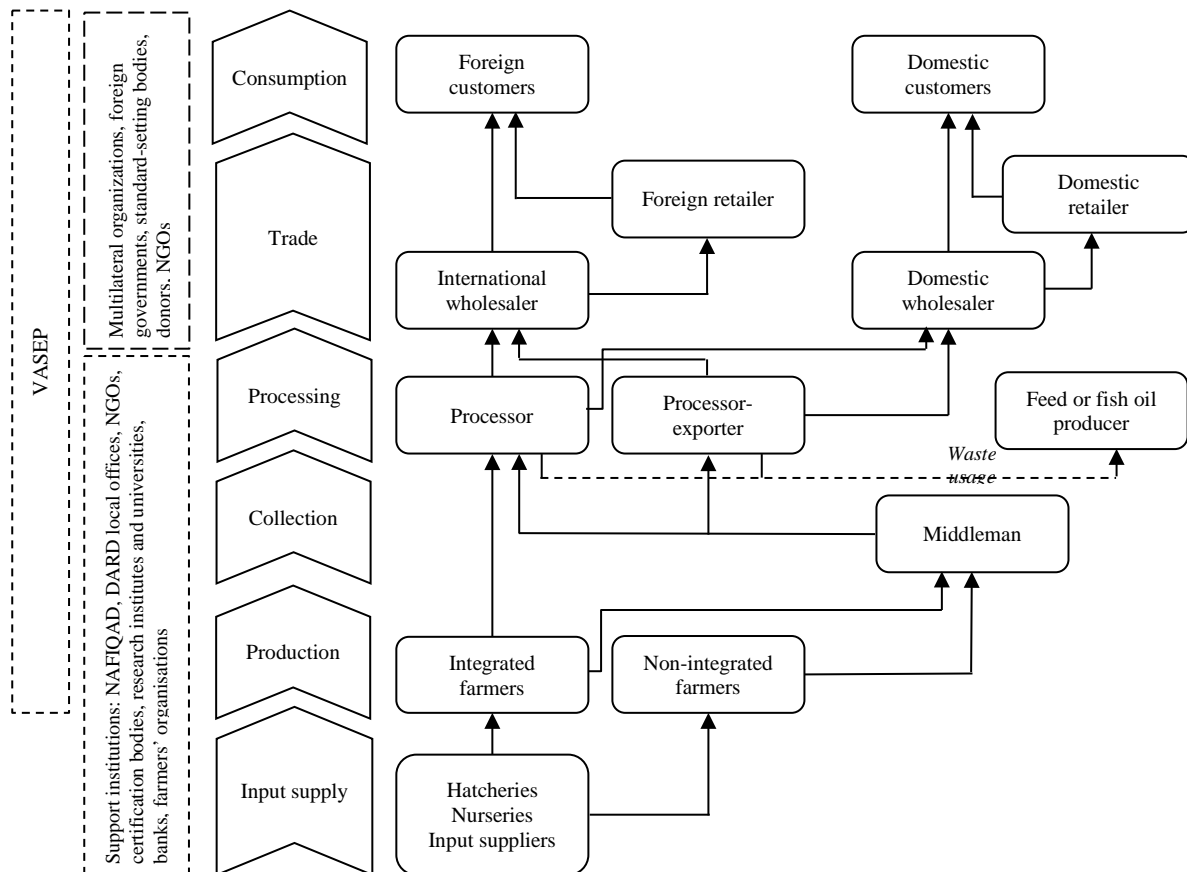 VASEP
Multilateral organizations, foreign
governments, standard-setting bodies,
donors. NGOs
Support institutions: NAFIQAD, DARD local offices, NGOs,
certification bodies, research institutes and universities,
banks, farmers' organisations
Consumption
Trade
Processing
Collection
Production
Input supply
Foreign
customers
Domestic
customers
Foreign retailer
Domestic
retailer
International
wholesaler
Domestic
wholesaler
Processor
Processor-
exporter
Feed or fish oil
producer
Waste
usage
Middleman
Integrated
farmers
Non-integrated
farmers
Hatcheries
Nurseries
Input suppliers